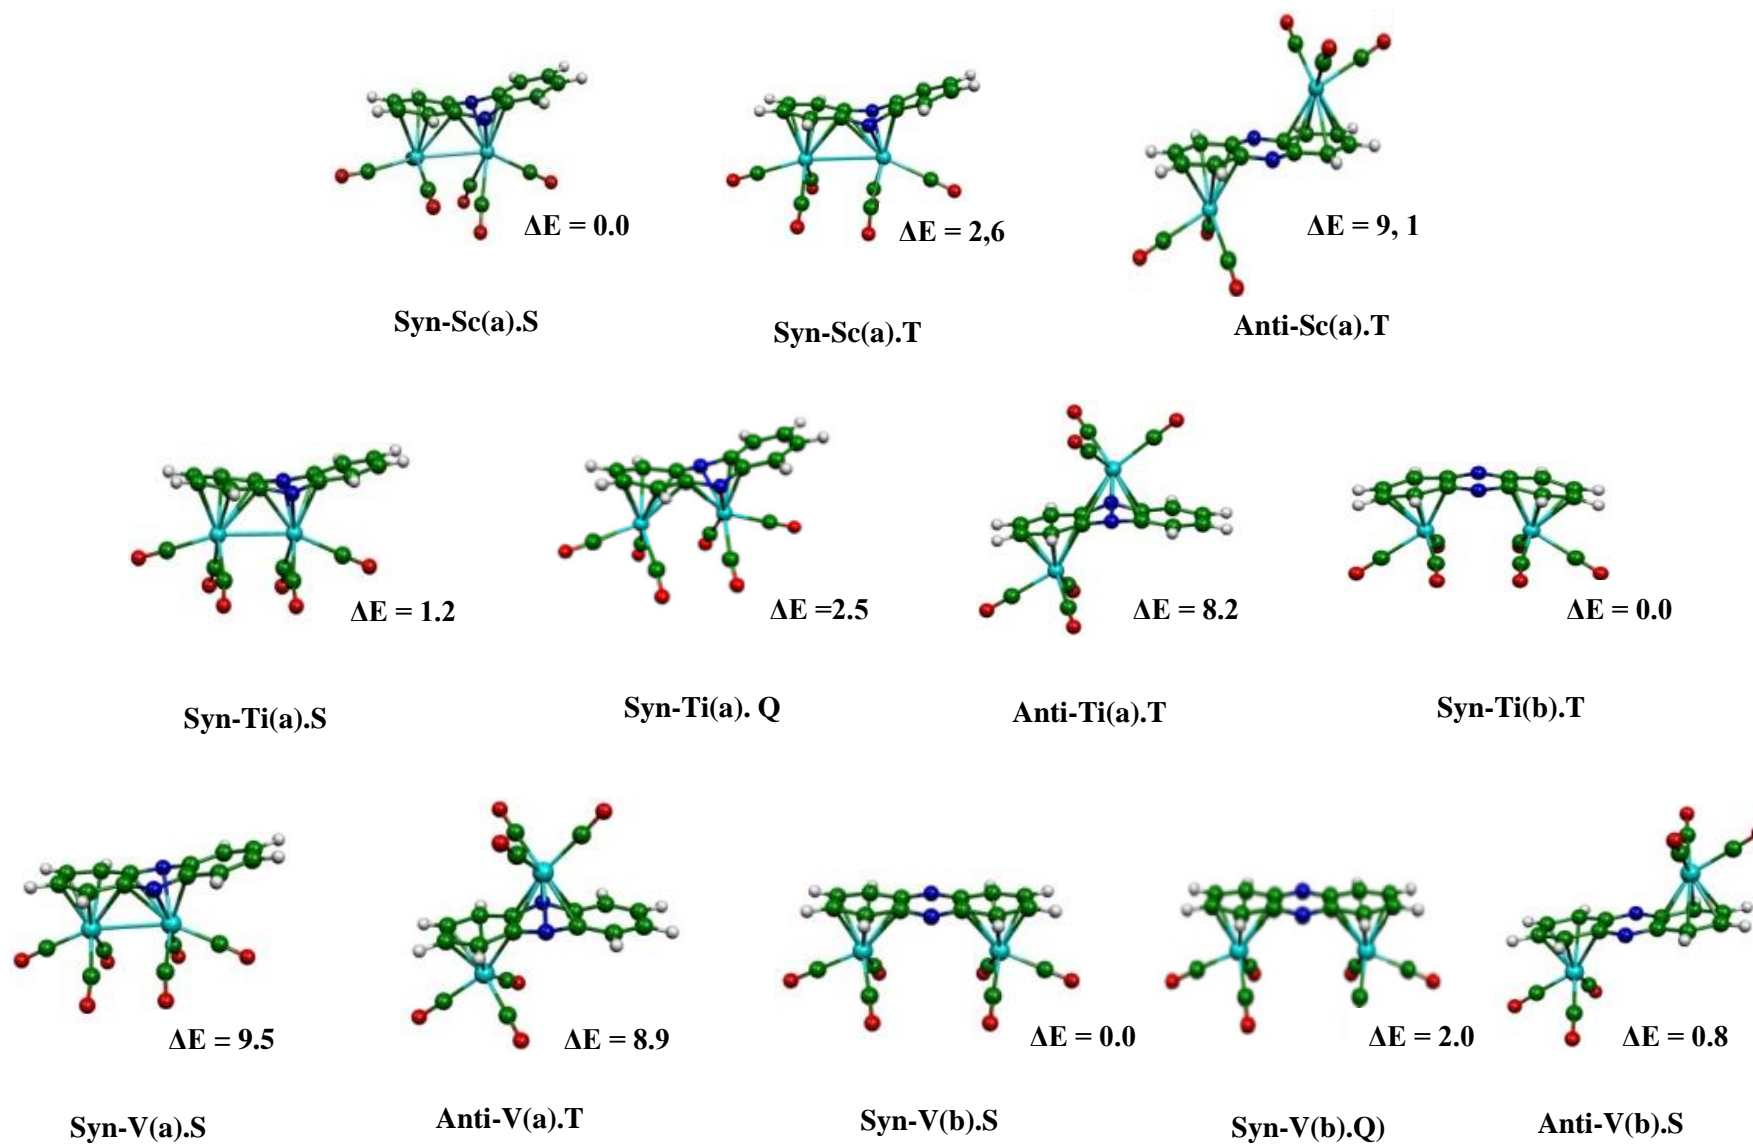 ΔE = 0.0
ΔE = 2,6
ΔE = 9, 1
Syn-Sc(a).S
Syn-Sc(a).T
Anti-Sc(a).T
ΔE = 1.2
ΔE =2.5
ΔE = 8.2
ΔE = 0.0
Syn-Ti(a).S
Syn-Ti(a). Q
Anti-Ti(a).T
Syn-Ti(b).T
ΔE = 9.5
ΔE = 8.9
ΔE = 0.0
ΔE = 2.0
ΔE = 0.8
Syn-V(a).S
Anti-V(a).T
Syn-V(b).S
Syn-V(b).Q)
Anti-V(b).S